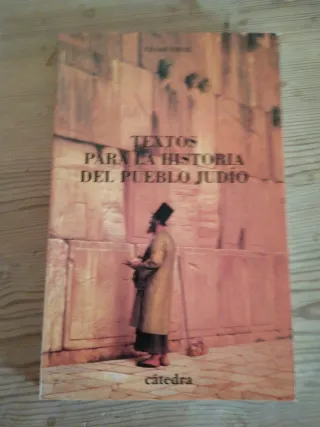 TEXTOS
PARA LA HISTORIA
DEL PUEBLO JUDÍO
cátedra